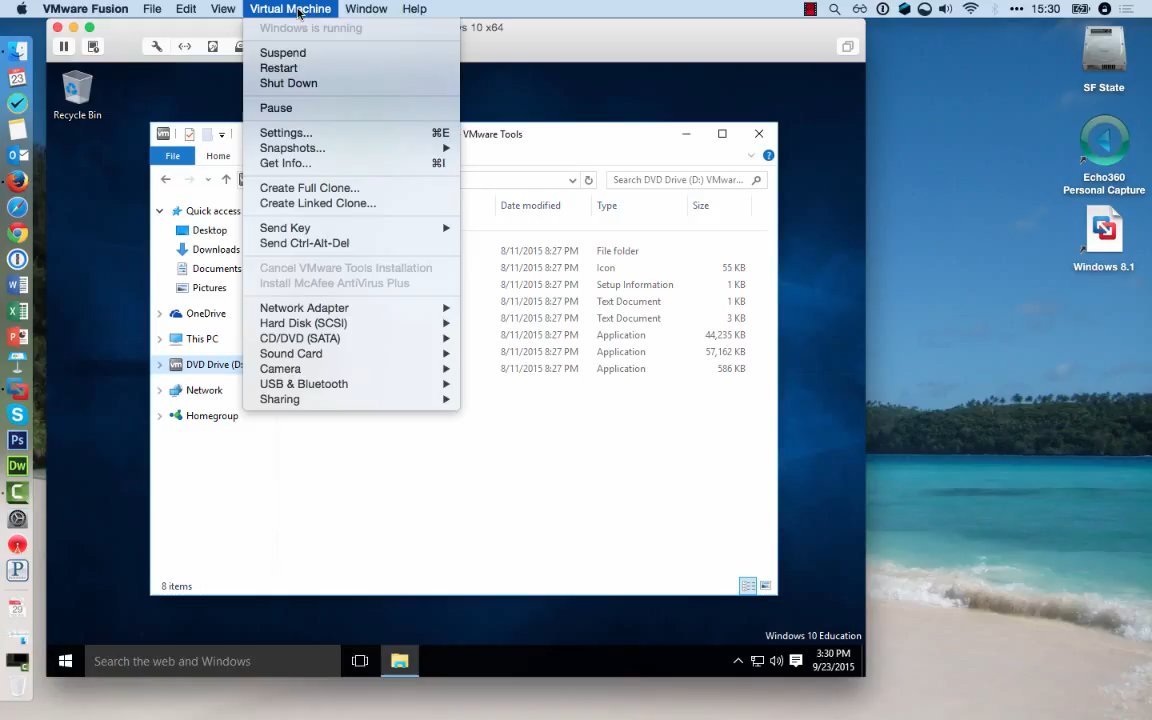 VMware Fusion File Edit View Virtual Machine Window Help 15:30
Windows is running
s 10 x64
Suspend
Restart
Shut Down
Pause
Settings... ⌘E
Snapshots...
Get Info... ⌘I
Create Full Clone...
Create Linked Clone...
Send Key
Send Ctrl-Alt-Del
Cancel VMware Tools Installation
Install McAfee AntiVirus Plus
Network Adapter
Hard Disk (SCSI)
CD/DVD (SATA)
Sound Card
Camera
USB & Bluetooth
Sharing
Recycle Bin
vm VMware Tools
File Home
Search DVD Drive (D:) VMwar...
Date modified Type Size
Quick access
Desktop
Downloads
Documents
Pictures
OneDrive
This PC
vm DVD Drive (D:
Network
Homegroup
8/11/2015 8:27 PM File folder
8/11/2015 8:27 PM Icon 55 KB
8/11/2015 8:27 PM Setup Information 1 KB
8/11/2015 8:27 PM Text Document 1 KB
8/11/2015 8:27 PM Text Document 3 KB
8/11/2015 8:27 PM Application 44,235 KB
8/11/2015 8:27 PM Application 57,162 KB
8/11/2015 8:27 PM Application 586 KB
8 items
Windows 10 Education
Search the web and Windows
3:30 PM
9/23/2015
SF State
Echo360
Personal Capture
Windows 8.1
23
W
X
P
S
Ps
Dw
C
P
29